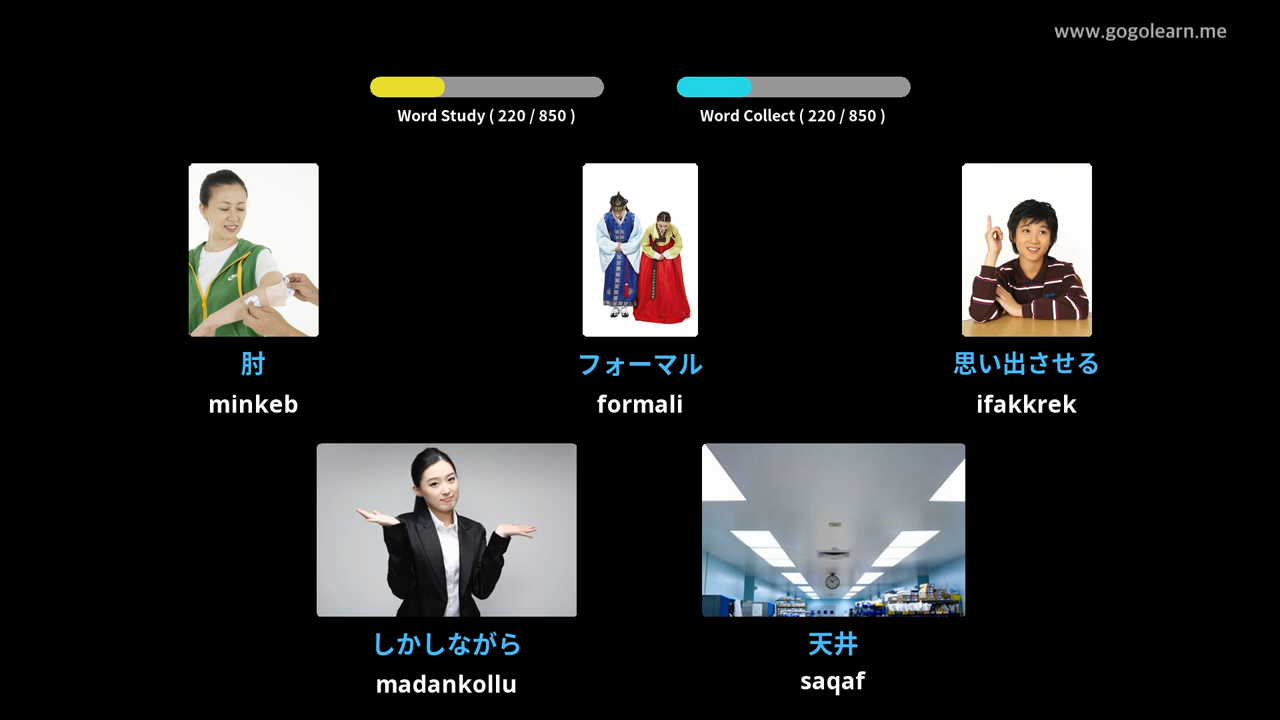 www.gogolearn.me
Word Study ( 220 / 850 )
Word Collect ( 220 / 850 )
肘
minkeb
フォーマル
formali
思い出させる
ifakkrek
しかしながら
madankollu
天井
saqaf